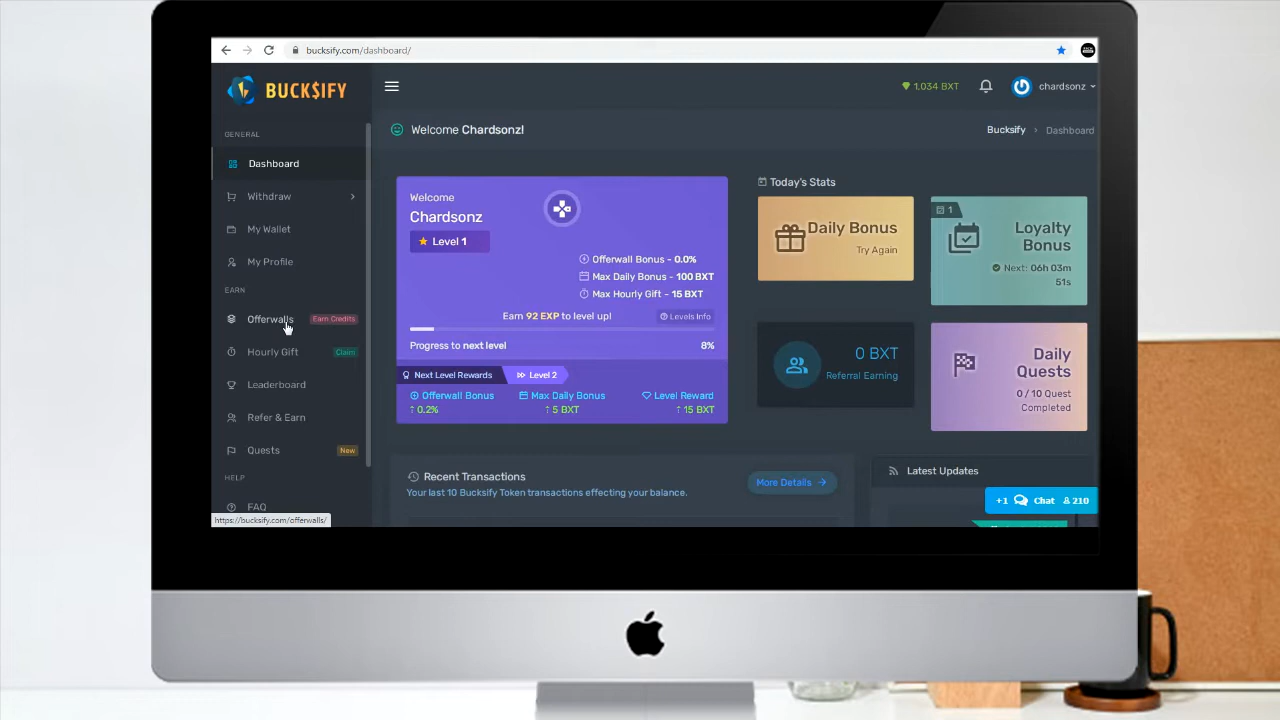 bucksify.com/dashboard/
BUCK$IFY
1,034 BXT
chardsonz
GENERAL
Dashboard
Withdraw
My Wallet
My Profile
EARN
Offerwalls
Earn Credits
Hourly Gift
Claim
Leaderboard
Refer & Earn
Quests
New
HELP
FAQ
https://bucksify.com/offerwalls/
Welcome Chardsonz!
Bucksify > Dashboard
Welcome
Chardsonz
Level 1
Offerwall Bonus - 0.0%
Max Daily Bonus - 100 BXT
Max Hourly Gift - 15 BXT
Earn 92 EXP to level up!
Levels Info
Progress to next level
8%
Next Level Rewards
Level 2
Offerwall Bonus
↑ 0.2%
Max Daily Bonus
↑ 5 BXT
Level Reward
↑ 15 BXT
Today's Stats
Daily Bonus
Try Again
1
Loyalty
Bonus
Next: 06h 03m
51s
0 BXT
Referral Earning
Daily
Quests
0 / 10 Quest
Completed
Recent Transactions
Your last 10 Bucksify Token transactions effecting your balance.
More Details →
Latest Updates
+1 Chat 210